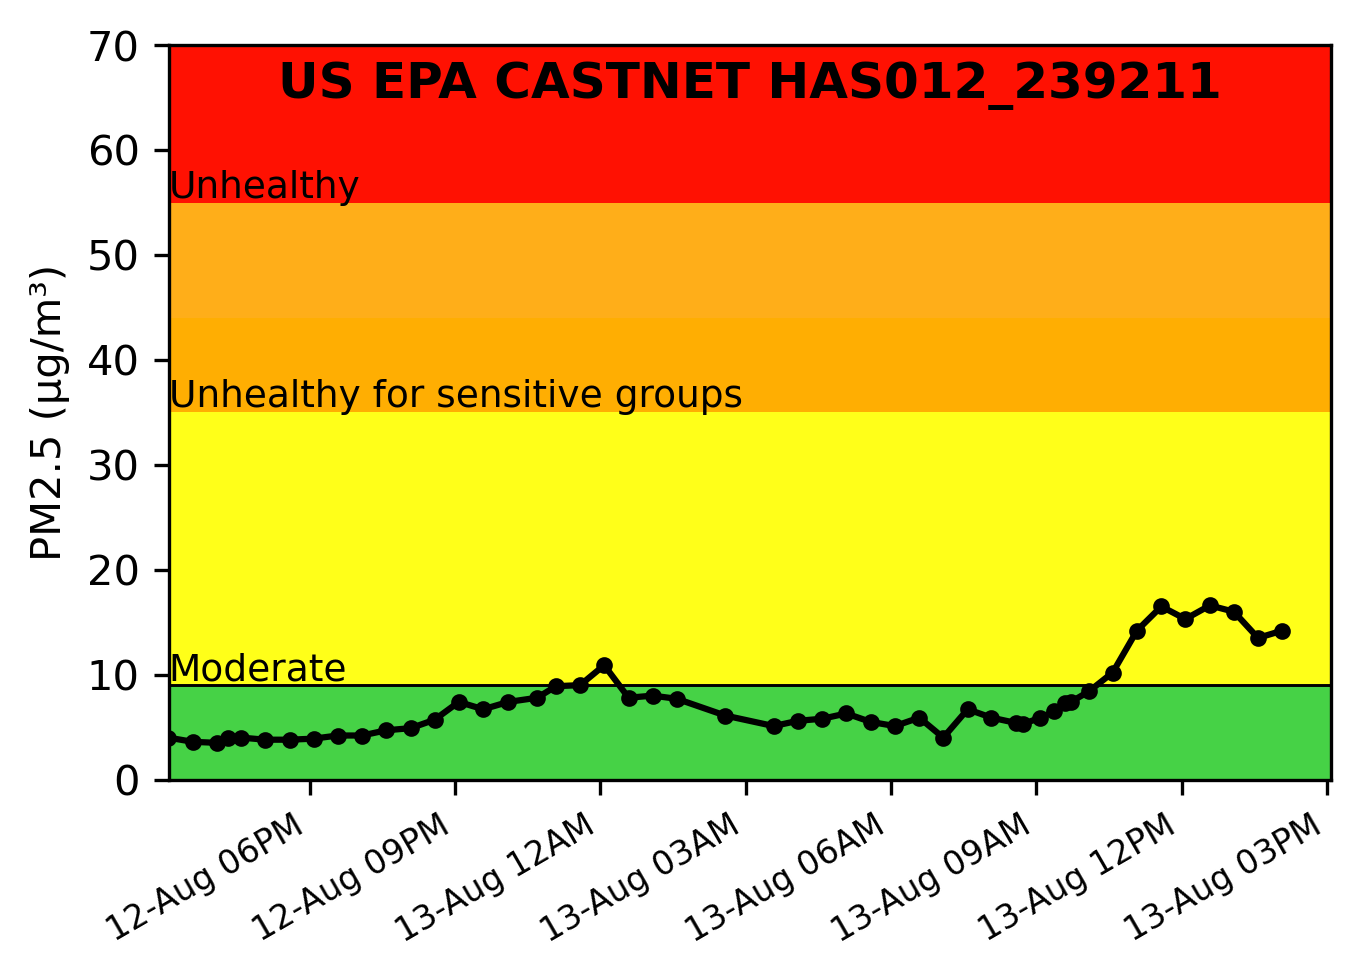 US EPA CASTNET HAS012_239211
PM2.5 (µg/m³)
70
60
50
40
30
20
10
0
Unhealthy
Unhealthy for sensitive groups
Moderate
12-Aug 06PM
12-Aug 09PM
13-Aug 12AM
13-Aug 03AM
13-Aug 06AM
13-Aug 09AM
13-Aug 12PM
13-Aug 03PM